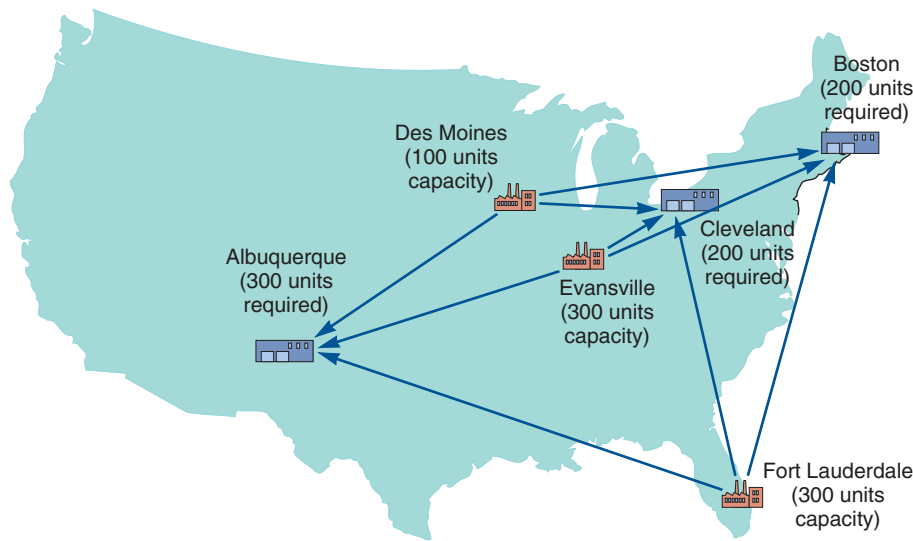 Boston
(200 units
required)
Des Moines
(100 units
capacity)
Cleveland
(200 units
required)
Albuquerque
(300 units
required)
Evansville
(300 units
capacity)
Fort Lauderdale
(300 units
capacity)